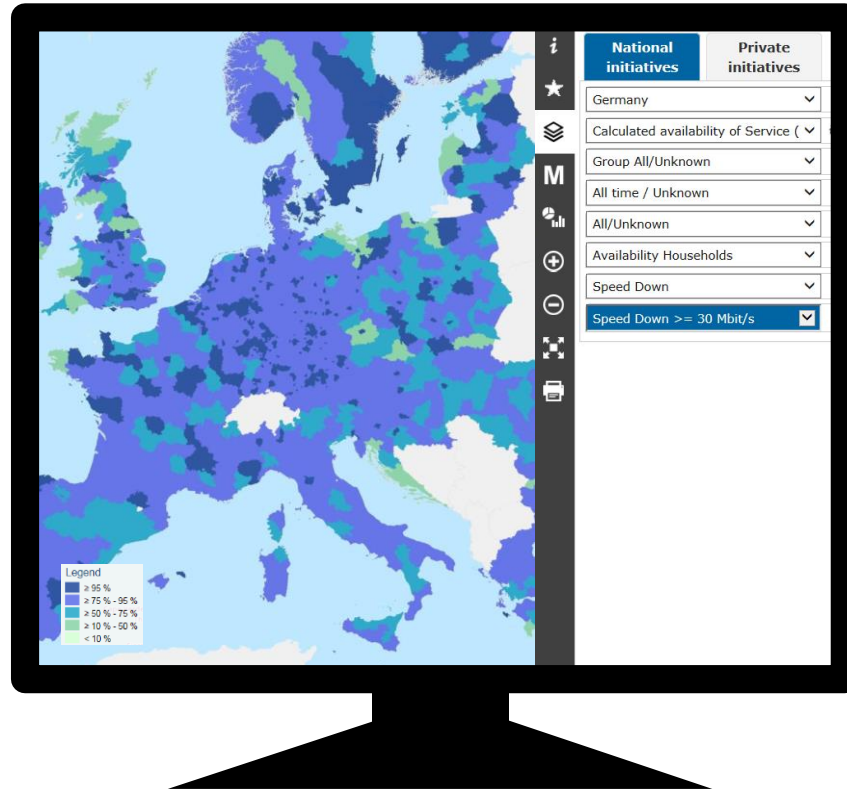 i
National
initiatives
Private
initiatives
Germany
Calculated availability of Service (
Group All/Unknown
M
All time / Unknown
All/Unknown
Availability Households
Speed Down
Speed Down >= 30 Mbit/s
Legend
≥ 95 %
≥ 75 % - 95 %
≥ 50 % - 75 %
≥ 10 % - 50 %
< 10 %